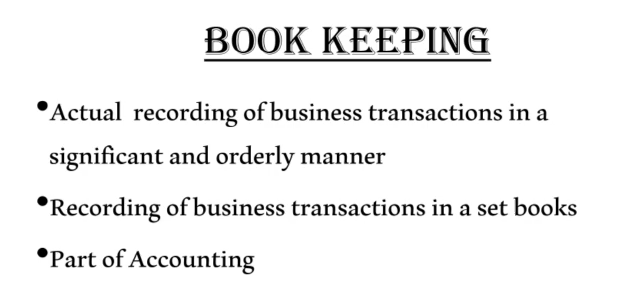 BOOK KEEPING
•Actual recording of business transactions in a
significant and orderly manner
•Recording of business transactions in a set books
•Part of Accounting